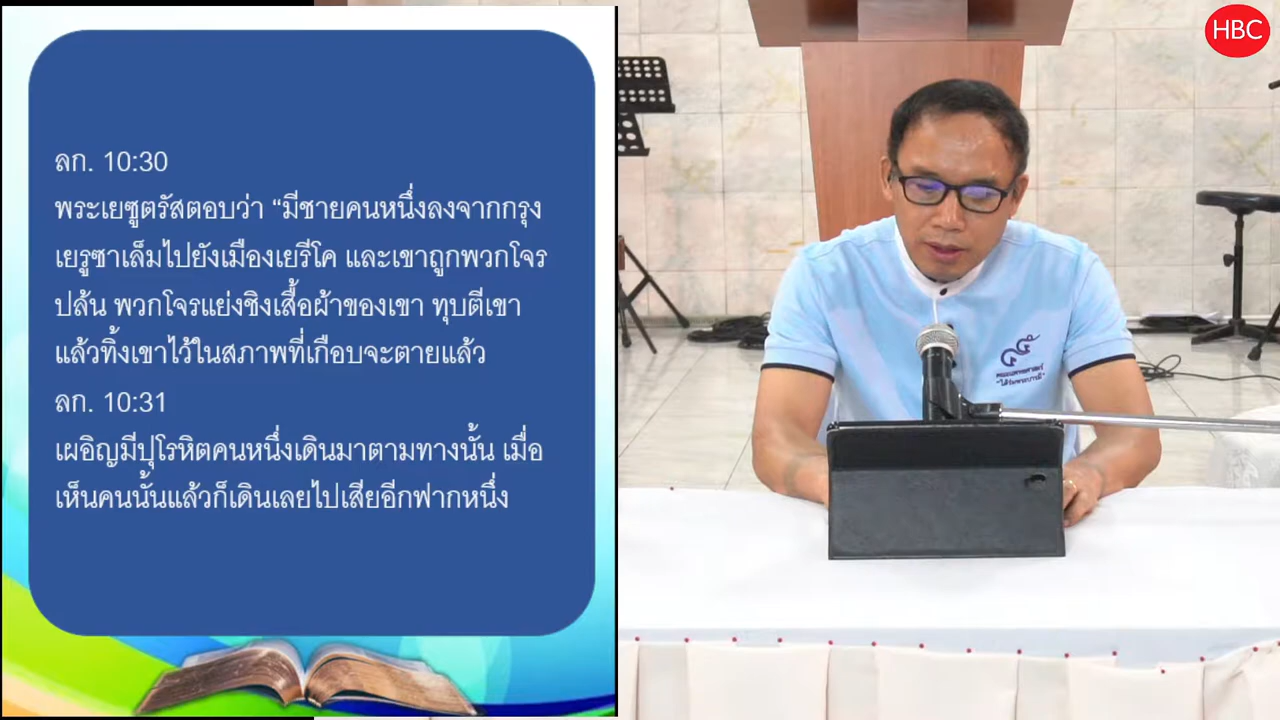 ลก. 10:30
พระเยซูตรัสตอบว่า “มีชายคนหนึ่งลงจากกรุง
เยรูซาเล็มไปยังเมืองเยรีโค และเขาถูกพวกโจร
ปล้น พวกโจรแย่งชิงเสื้อผ้าของเขา ทุบตีเขา
แล้วทิ้งเขาไว้ในสภาพที่เกือบจะตายแล้ว
ลก. 10:31
เผอิญมีปุโรหิตคนหนึ่งเดินมาตามทางนั้น เมื่อ
เห็นคนนั้นแล้วก็เดินเลยไปเสียอีกฟากหนึ่ง
HBC